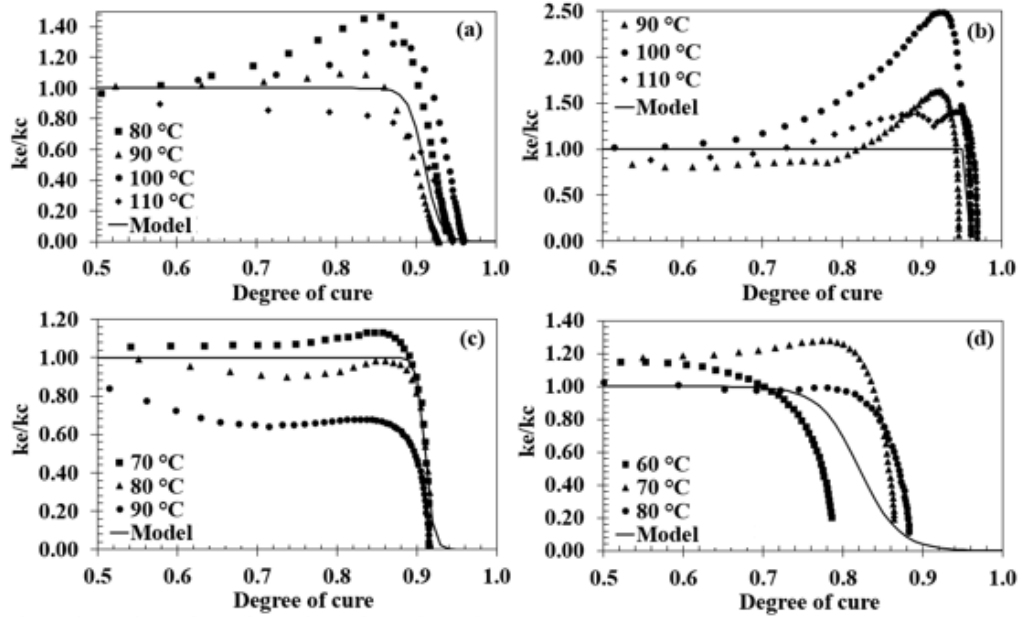 (a)
ke/kc
1.40
1.20
1.00
0.80
0.60
0.40
0.20
0.00
80 °C
90 °C
100 °C
110 °C
Model
0.5 0.6 0.7 0.8 0.9 1.0
Degree of cure
(b)
ke/kc
2.50
2.00
1.50
1.00
0.50
0.00
90 °C
100 °C
110 °C
Model
0.5 0.6 0.7 0.8 0.9 1.0
Degree of cure
(c)
ke/kc
1.20
1.00
0.80
0.60
0.40
0.20
0.00
70 °C
80 °C
90 °C
Model
0.5 0.6 0.7 0.8 0.9 1.0
Degree of cure
(d)
ke/kc
1.40
1.20
1.00
0.80
0.60
0.40
0.20
0.00
60 °C
70 °C
80 °C
Model
0.5 0.6 0.7 0.8 0.9 1.0
Degree of cure